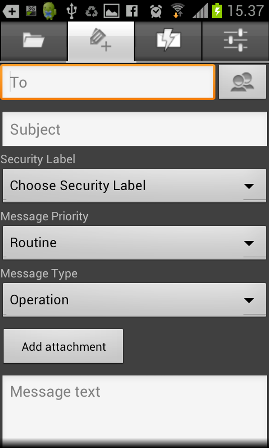 15.37
To
Subject
Security Label
Choose Security Label
Message Priority
Routine
Message Type
Operation
Add attachment
Message text